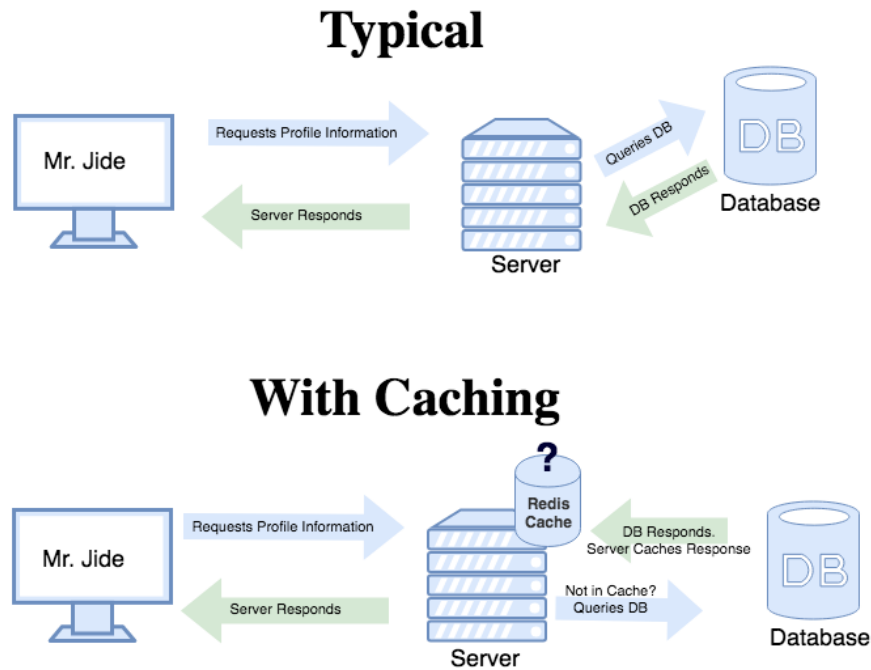 Typical
Mr. Jide
Requests Profile Information
Server Responds
Server
Queries DB
DB Responds
DB
Database
With Caching
Mr. Jide
Requests Profile Information
Server Responds
?
Redis
Cache
Server
DB Responds.
Server Caches Response
Not in Cache?
Queries DB
DB
Database